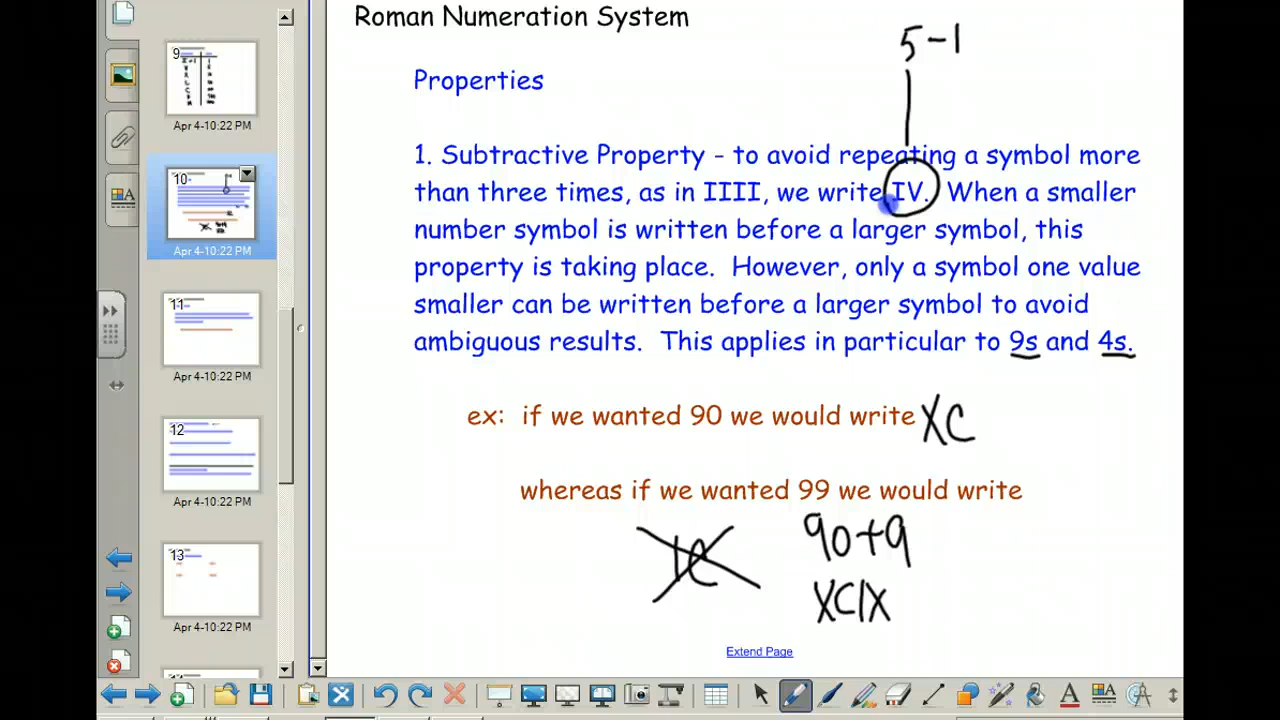 Roman Numeration System
5-1
Properties
1. Subtractive Property - to avoid repeating a symbol more
than three times, as in IIII, we write IV. When a smaller
number symbol is written before a larger symbol, this
property is taking place. However, only a symbol one value
smaller can be written before a larger symbol to avoid
ambiguous results. This applies in particular to 9s and 4s.
ex: if we wanted 90 we would write XC
whereas if we wanted 99 we would write
IC 90+9
XCIX
Extend Page
9
Apr 4-10:22 PM
10
Apr 4-10:22 PM
11
Apr 4-10:22 PM
12
Apr 4-10:22 PM
13
Apr 4-10:22 PM